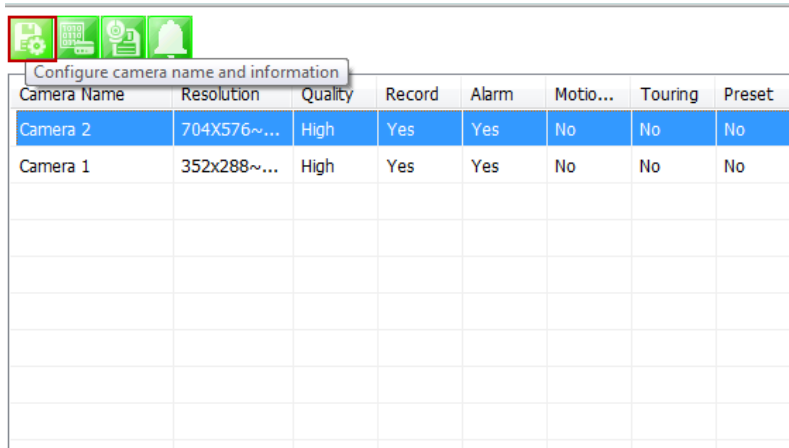 Configure camera name and information
Camera Name Resolution Quality Record Alarm Motio... Touring Preset
Camera 2 704X576~... High Yes Yes No No No
Camera 1 352x288~... High Yes Yes No No No